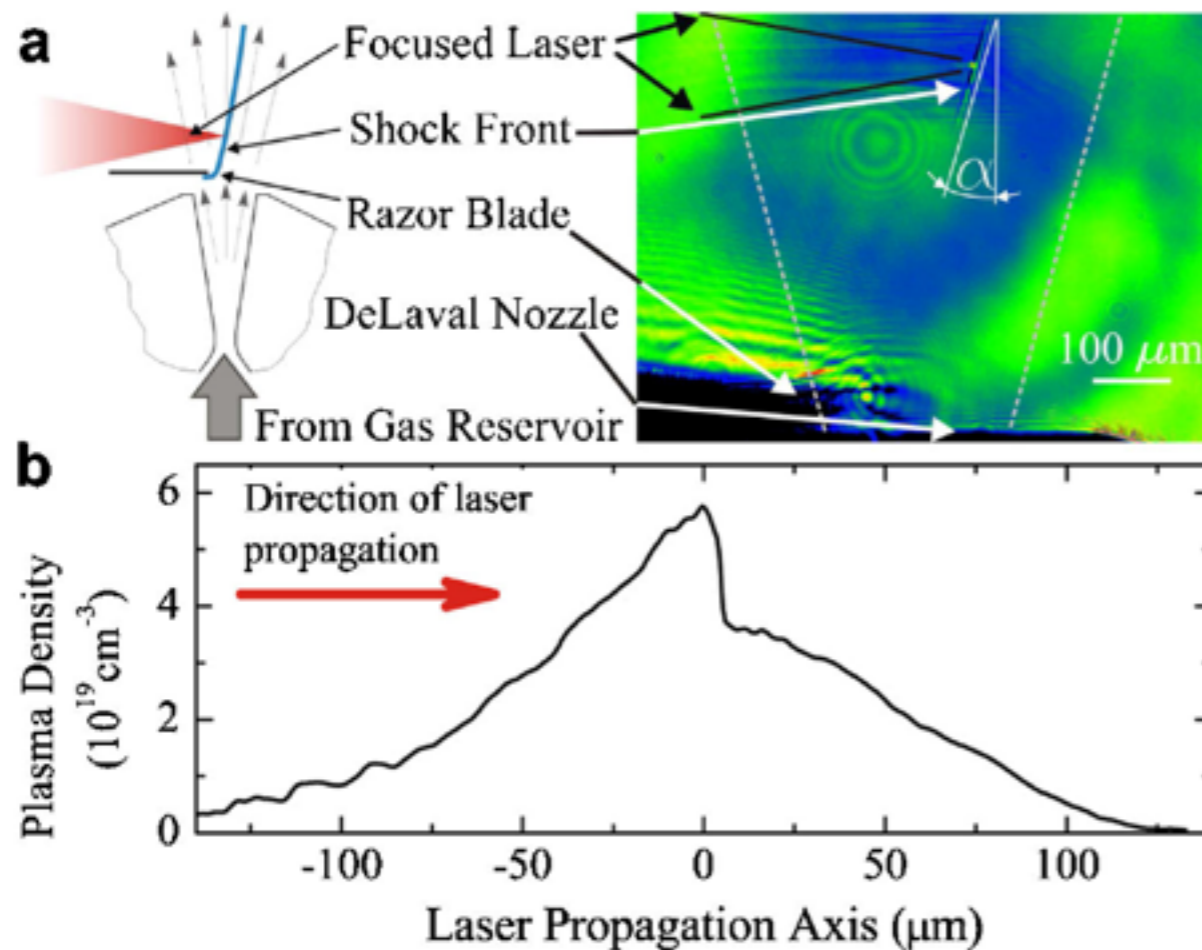 a
Focused Laser
Shock Front
Razor Blade
DeLaval Nozzle
From Gas Reservoir
α
100 μm
b
Direction of laser
propagation
Plasma Density
(10¹⁹cm⁻³)
6
4
2
0
-100
-50
0
50
100
Laser Propagation Axis (μm)